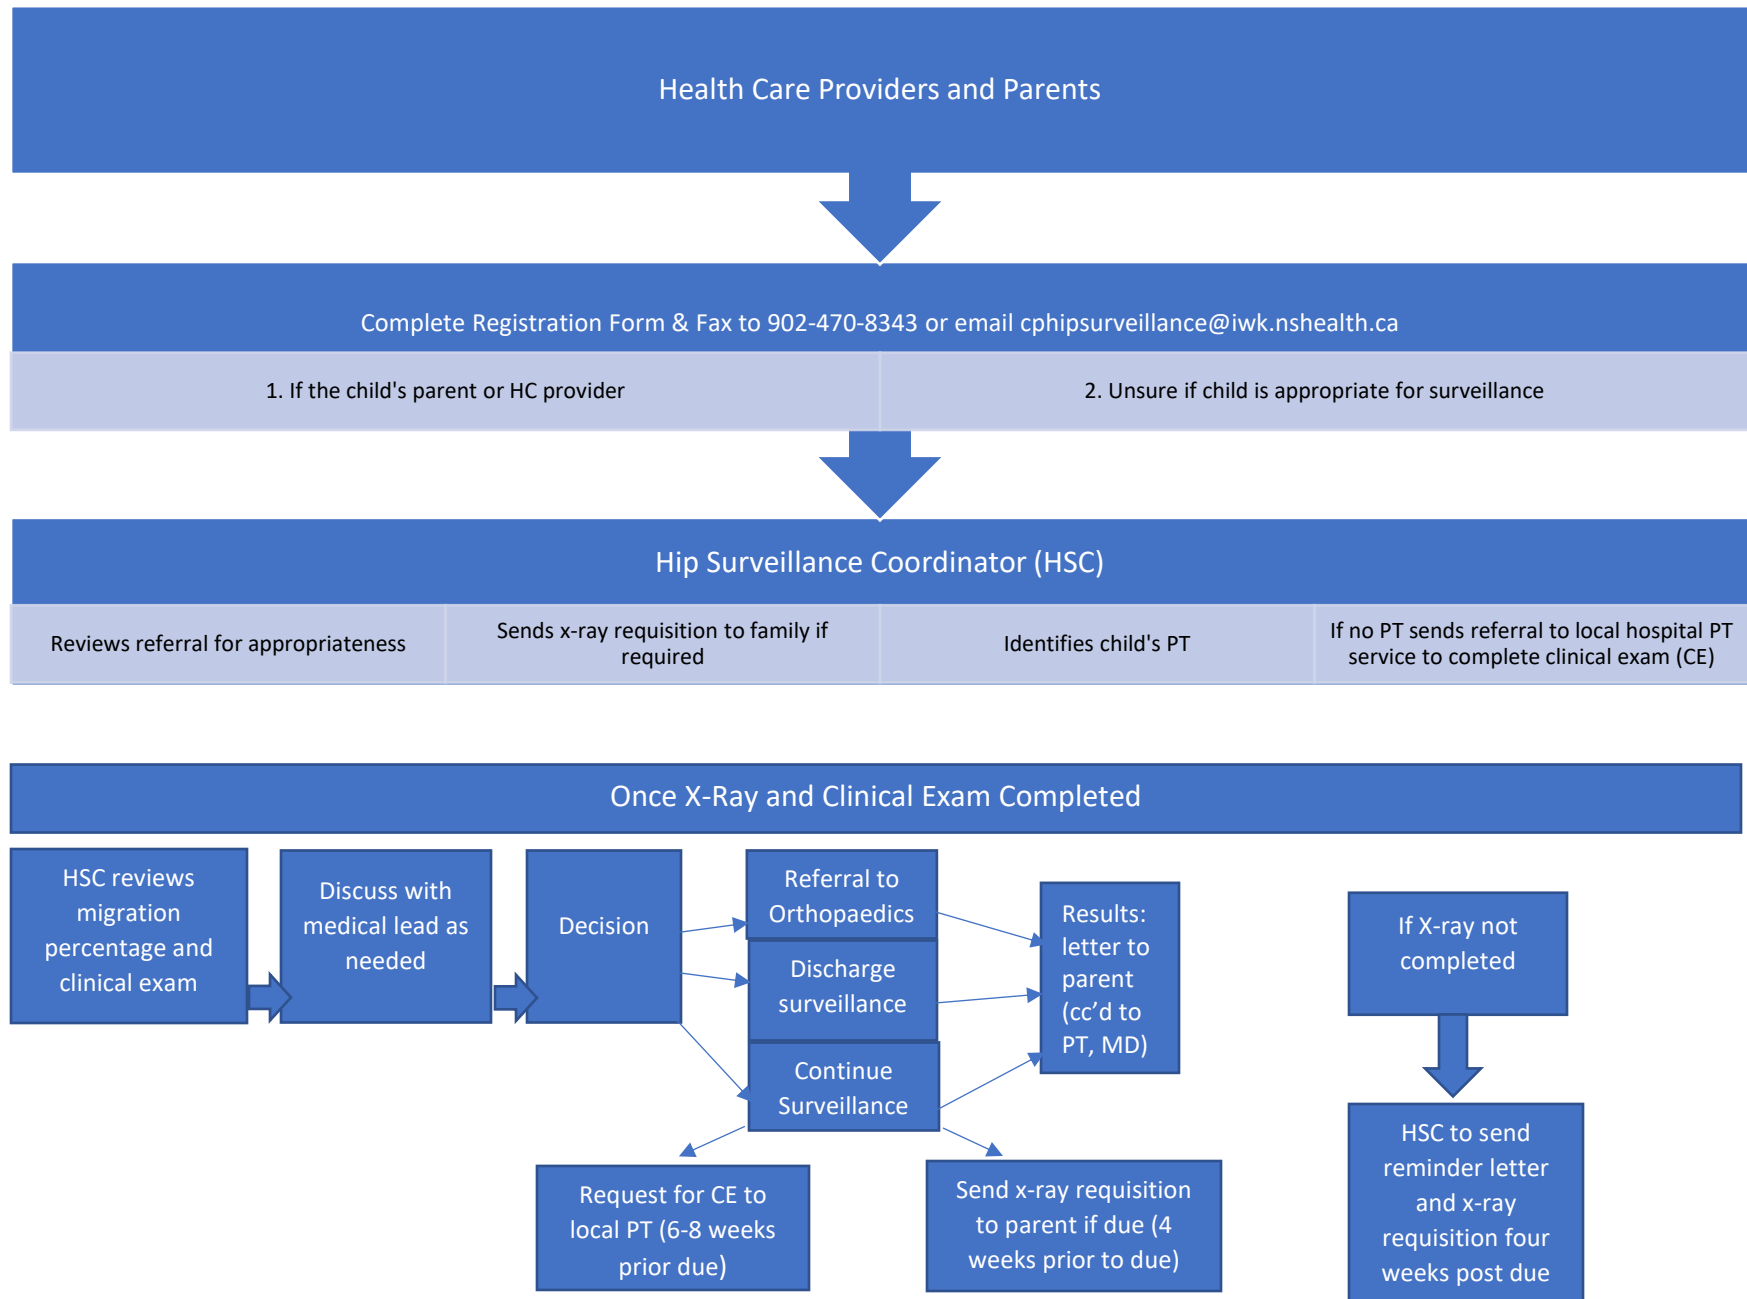 Health Care Providers and Parents
Complete Registration Form & Fax to 902-470-8343 or email cphipsurveillance@iwk.nshealth.ca
1. If the child's parent or HC provider
2. Unsure if child is appropriate for surveillance
Hip Surveillance Coordinator (HSC)
Reviews referral for appropriateness
Sends x-ray requisition to family if
required
Identifies child's PT
If no PT sends referral to local hospital PT
service to complete clinical exam (CE)
Once X-Ray and Clinical Exam Completed
HSC reviews
migration
percentage and
clinical exam
Discuss with
medical lead as
needed
Decision
Referral to
Orthopaedics
Discharge
surveillance
Continue
Surveillance
Results:
letter to
parent
(cc’d to
PT, MD)
Request for CE to
local PT (6-8 weeks
prior due)
Send x-ray requisition
to parent if due (4
weeks prior to due)
If X-ray not
completed
HSC to send
reminder letter
and x-ray
requisition four
weeks post due